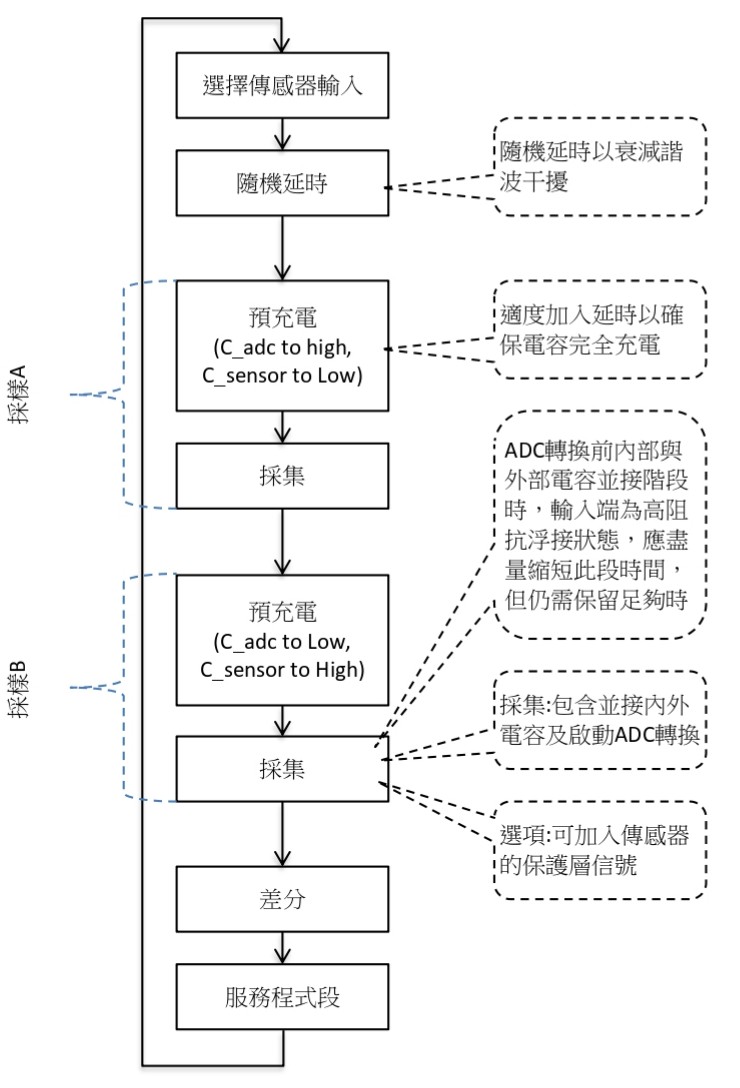 選擇傳感器輸入
隨機延時
隨機延時以衰減諧
波干擾
採樣A
預充電
(C_adc to high,
C_sensor to Low)
適度加入延時以確
保電容完全充電
採集
ADC轉換前內部與
外部電容並接階段
時，輸入端為高阻
抗浮接狀態，應盡
量縮短此段時間，
但仍需保留足夠時
採樣B
預充電
(C_adc to Low,
C_sensor to High)
採集
採集:包含並接內外
電容及啟動ADC轉換
選項:可加入傳感器
的保護層信號
差分
服務程式段